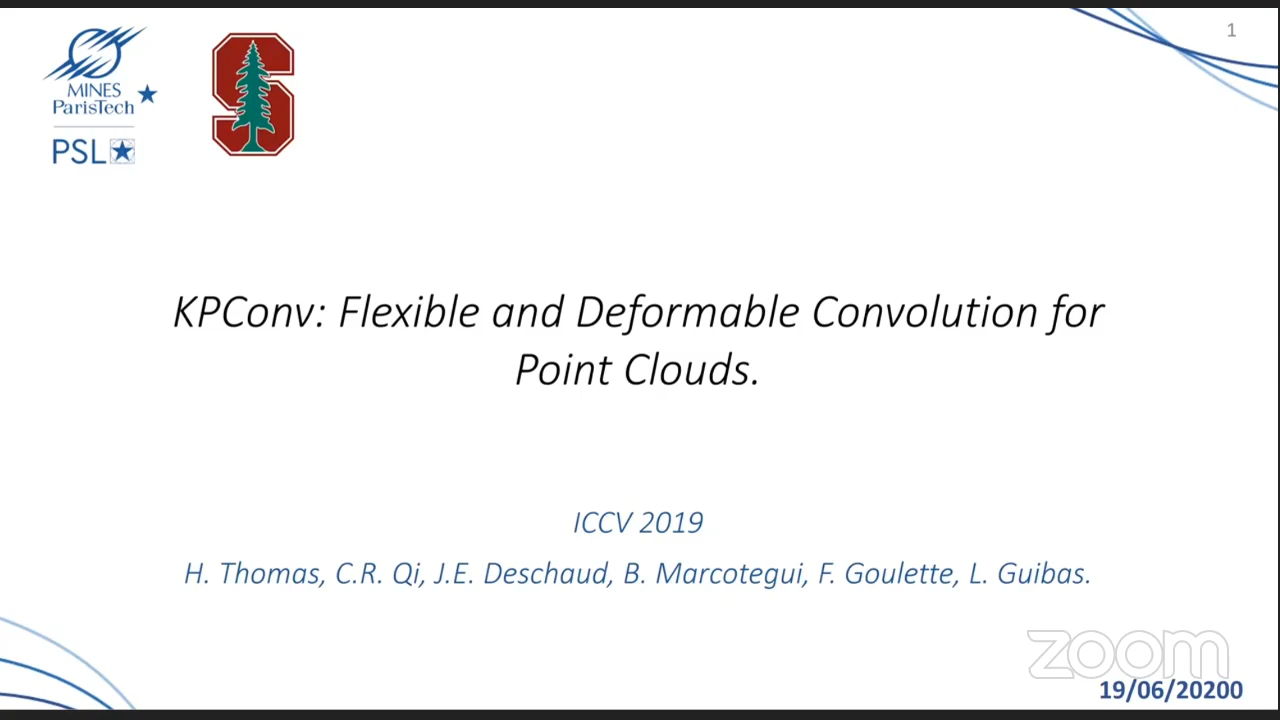 1
MINES
ParisTech
PSL
S
KPConv: Flexible and Deformable Convolution for
Point Clouds.
ICCV 2019
H. Thomas, C.R. Qi, J.E. Deschaud, B. Marcotegui, F. Goulette, L. Guibas.
zoom
19/06/20200